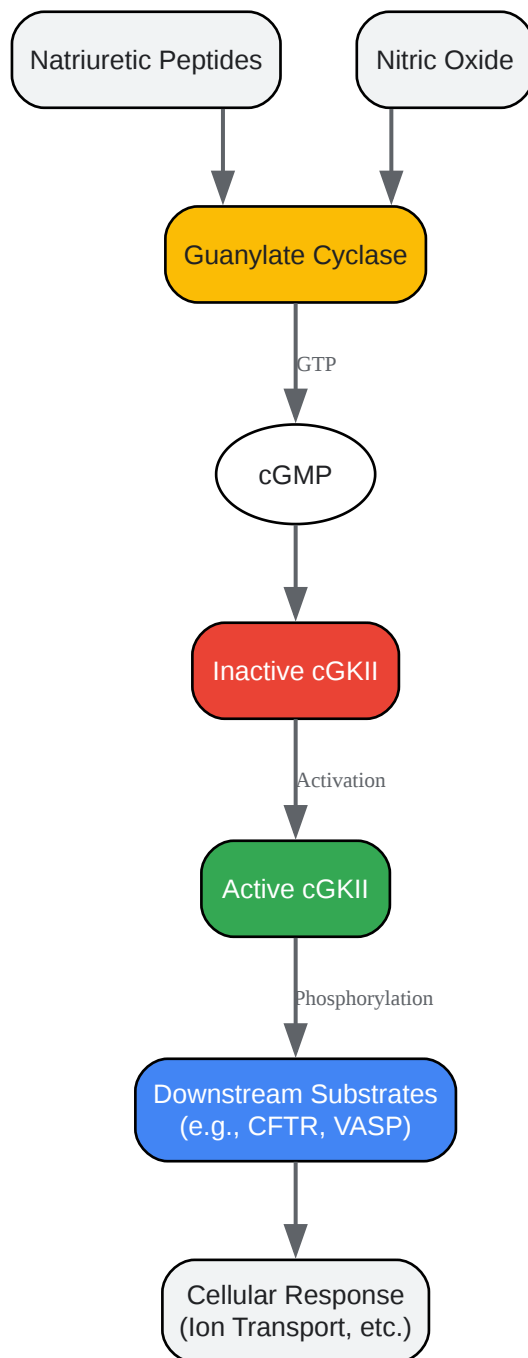 Natriuretic Peptides
Nitric Oxide
Guanylate Cyclase
GTP
cGMP
Inactive cGKII
Activation
Active cGKII
Phosphorylation
Downstream Substrates
(e.g., CFTR, VASP)
Cellular Response
(Ion Transport, etc.)